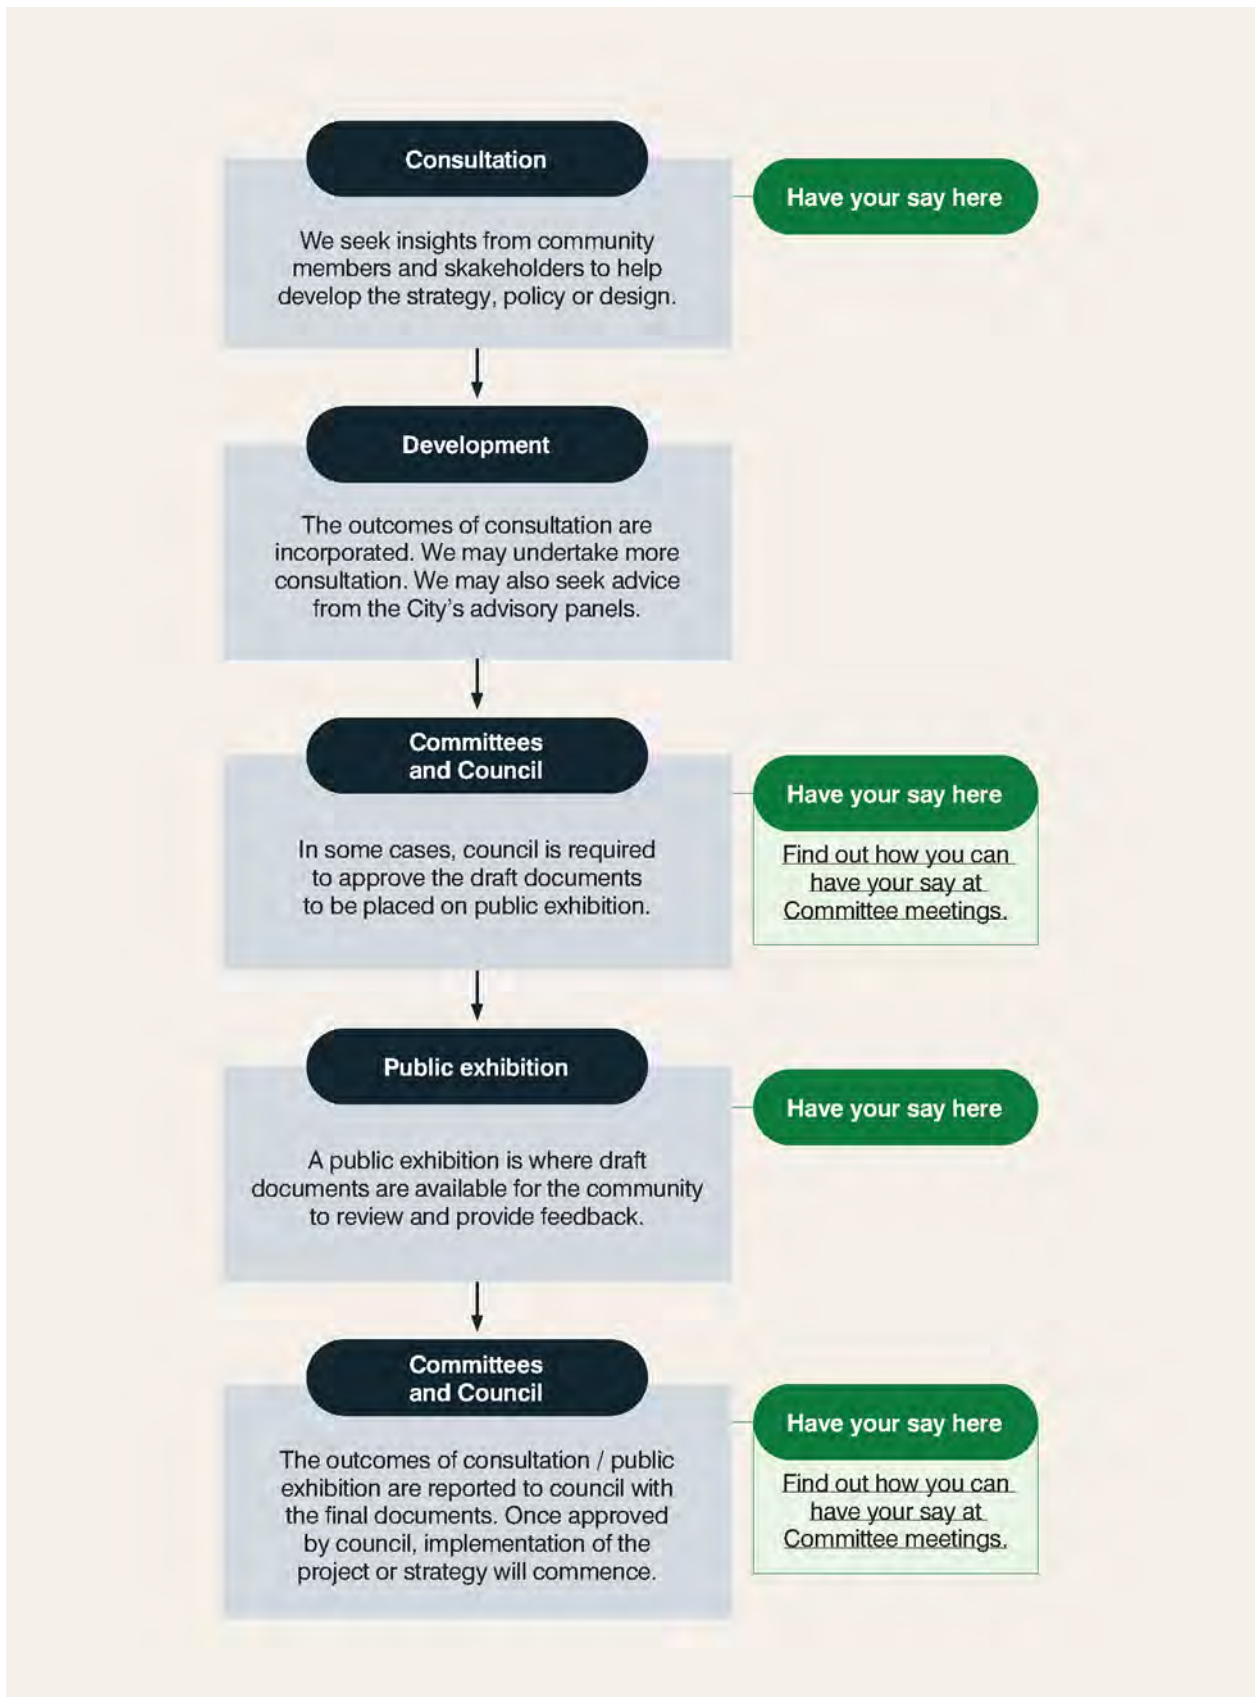 Consultation
Have your say here
We seek insights from community
members and skakeholders to help
develop the strategy, policy or design.
Development
The outcomes of consultation are
incorporated. We may undertake more
consultation. We may also seek advice
from the City’s advisory panels.
Committees
and Council
Have your say here
In some cases, council is required
to approve the draft documents
to be placed on public exhibition.
Find out how you can
have your say at
Committee meetings.
Public exhibition
Have your say here
A public exhibition is where draft
documents are available for the community
to review and provide feedback.
Committees
and Council
Have your say here
The outcomes of consultation / public
exhibition are reported to council with
the final documents. Once approved
by council, implementation of the
project or strategy will commence.
Find out how you can
have your say at
Committee meetings.